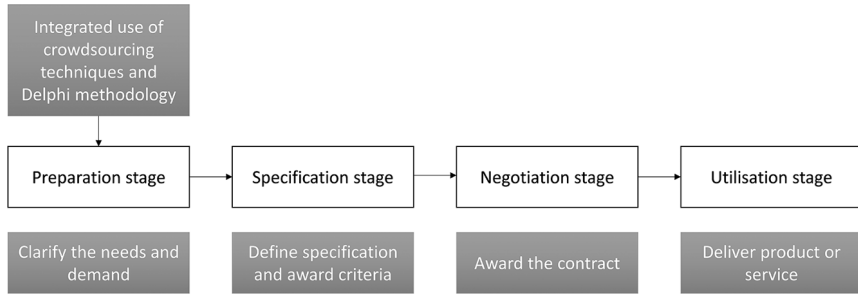 Integrated use of
crowdsourcing
techniques and
Delphi methodology
Preparation stage
Specification stage
Negotiation stage
Utilisation stage
Clarify the needs and
demand
Define specification
and award criteria
Award the contract
Deliver product or
service